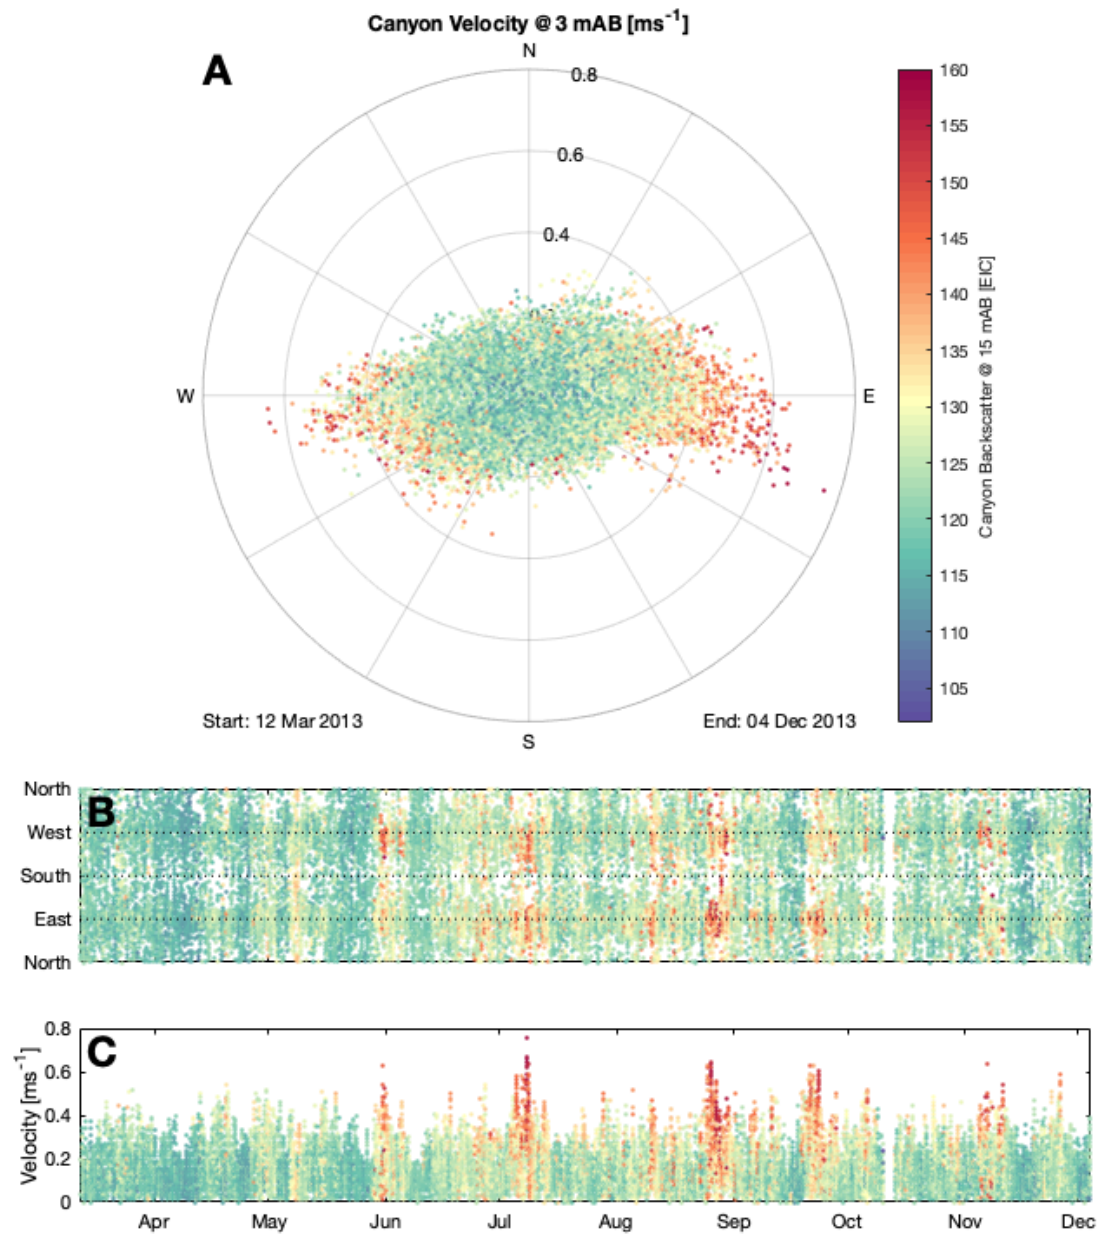 Canyon Velocity @ 3 mAB [ms⁻¹]
A
N
0.8
0.6
0.4
W
E
S
Start: 12 Mar 2013
End: 04 Dec 2013
160
155
150
145
140
135
130
125
120
115
110
105
Canyon Backscatter @ 15 mAB [EIC]
B
North
West
South
East
North
C
Velocity [ms⁻¹]
0.8
0.6
0.4
0.2
0
Apr May Jun Jul Aug Sep Oct Nov Dec